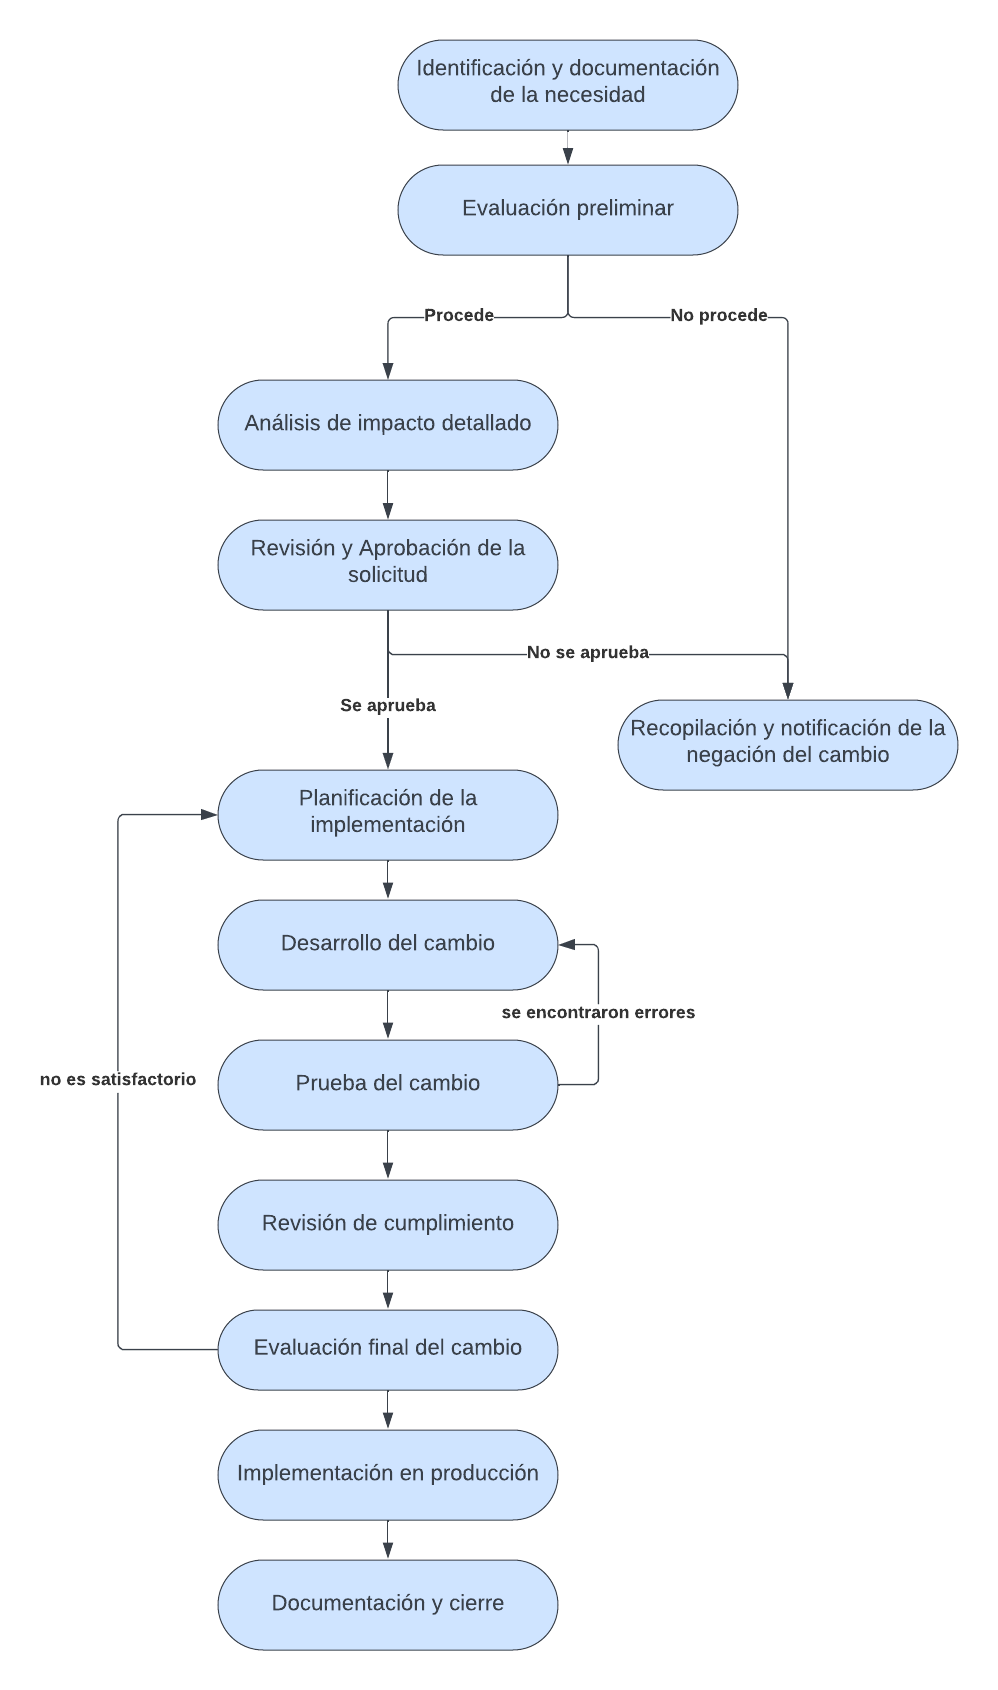 Identificación y documentación
de la necesidad
Evaluación preliminar
Procede
No procede
Análisis de impacto detallado
Revisión y Aprobación de la
solicitud
No se aprueba
Se aprueba
Recopilación y notificación de la
negación del cambio
Planificación de la
implementación
Desarrollo del cambio
se encontraron errores
no es satisfactorio
Prueba del cambio
Revisión de cumplimiento
Evaluación final del cambio
Implementación en producción
Documentación y cierre